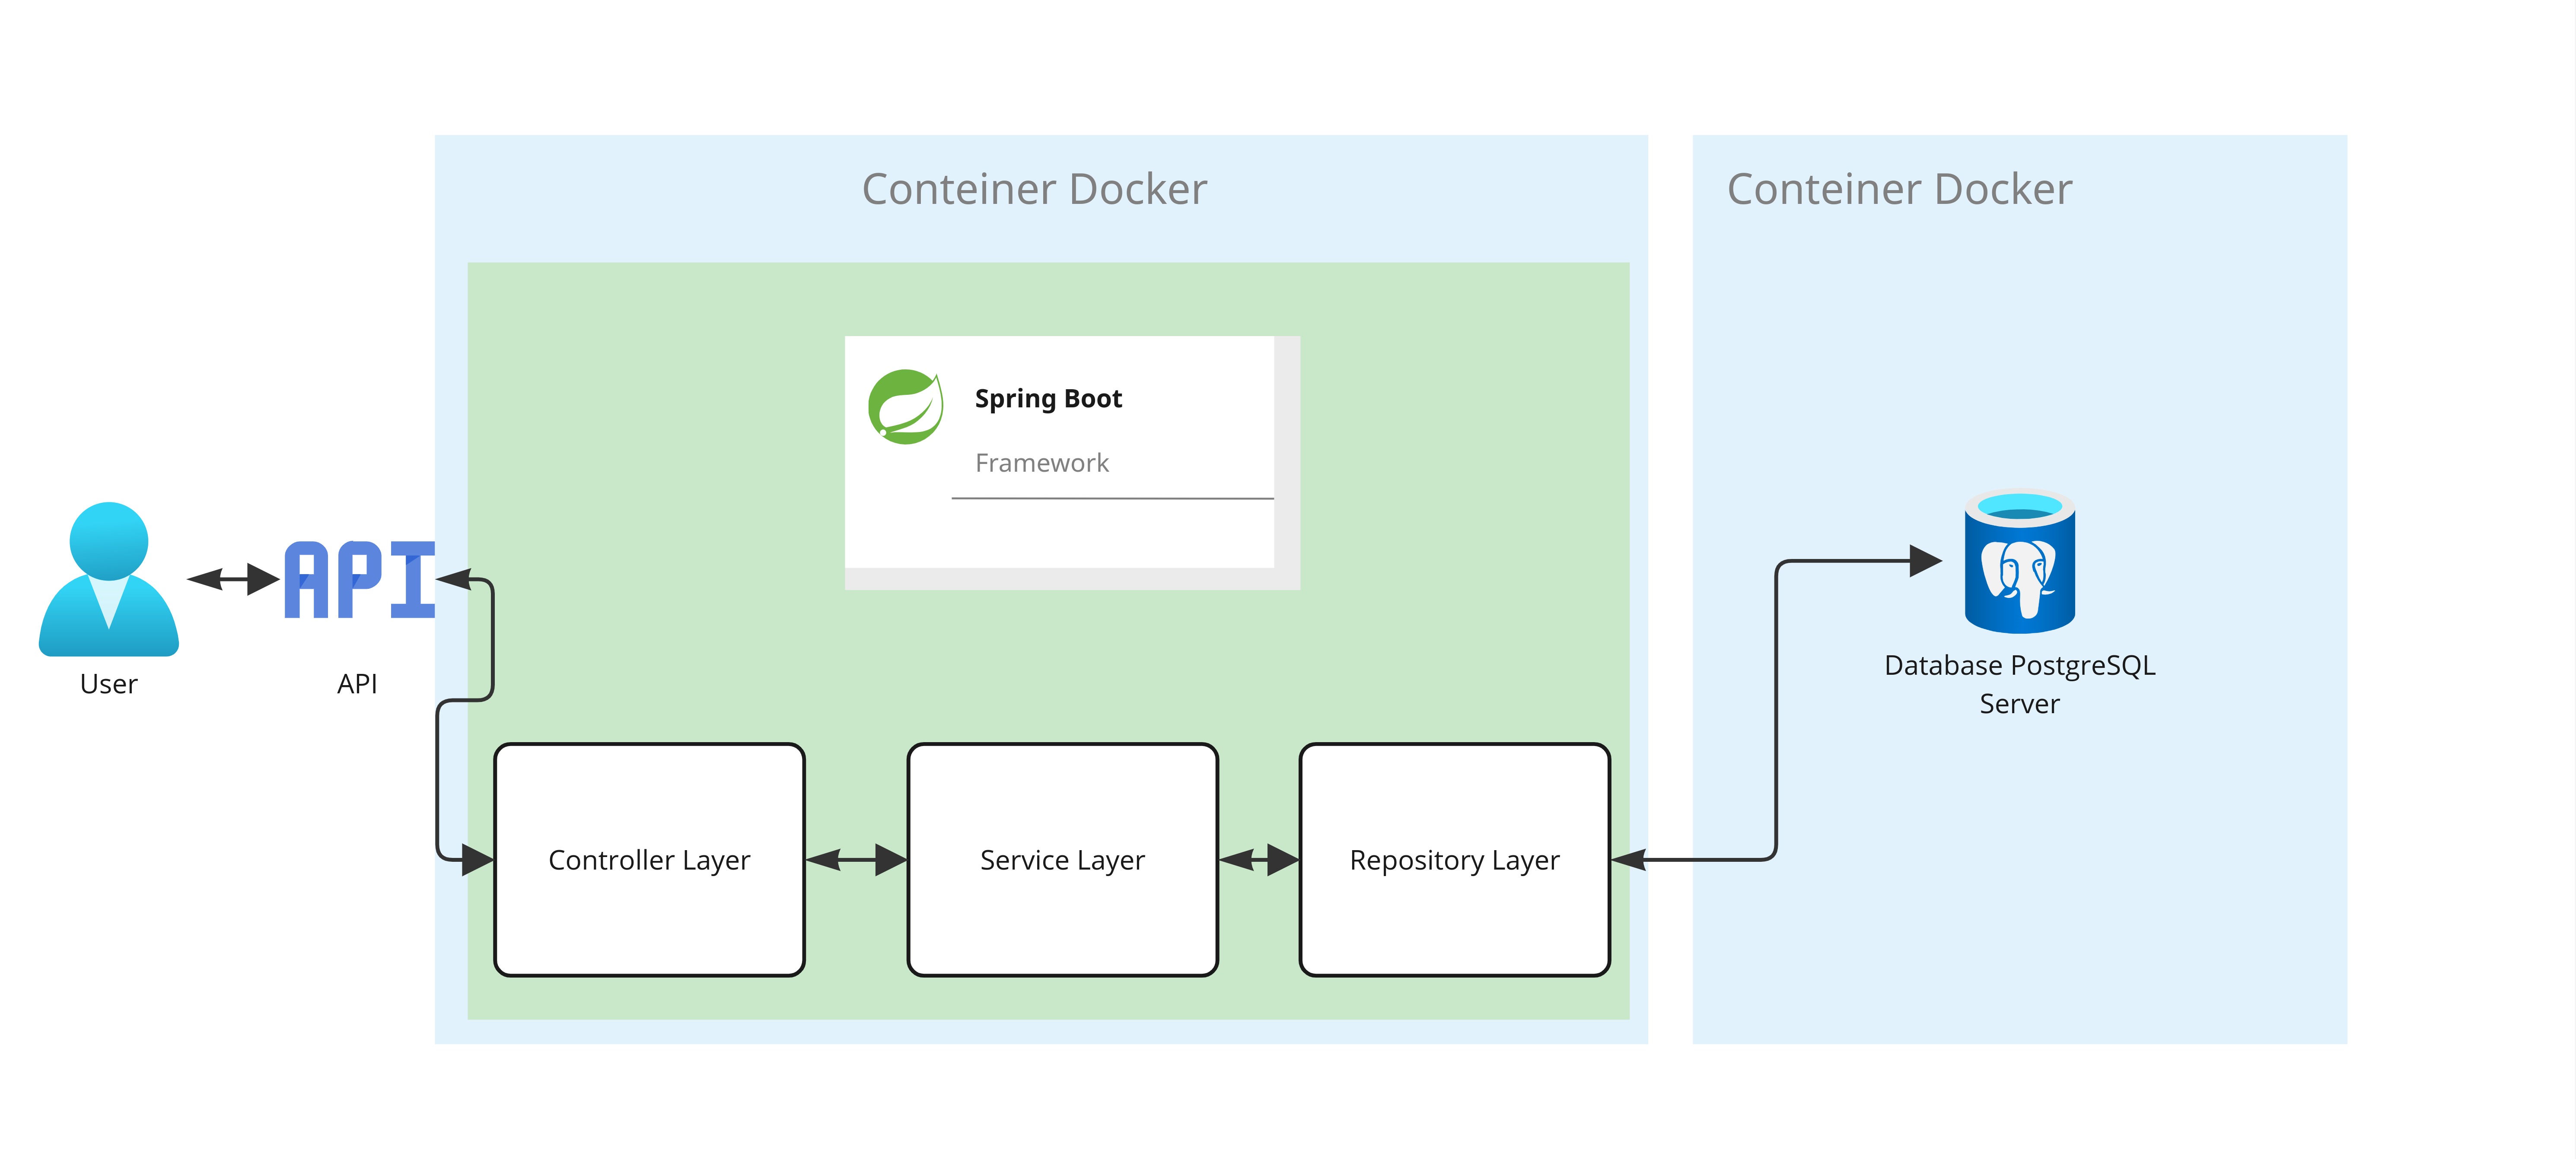 Conteiner Docker
Conteiner Docker
Spring Boot
Framework
API
User
API
Database PostgreSQL
Server
Controller Layer
Service Layer
Repository Layer